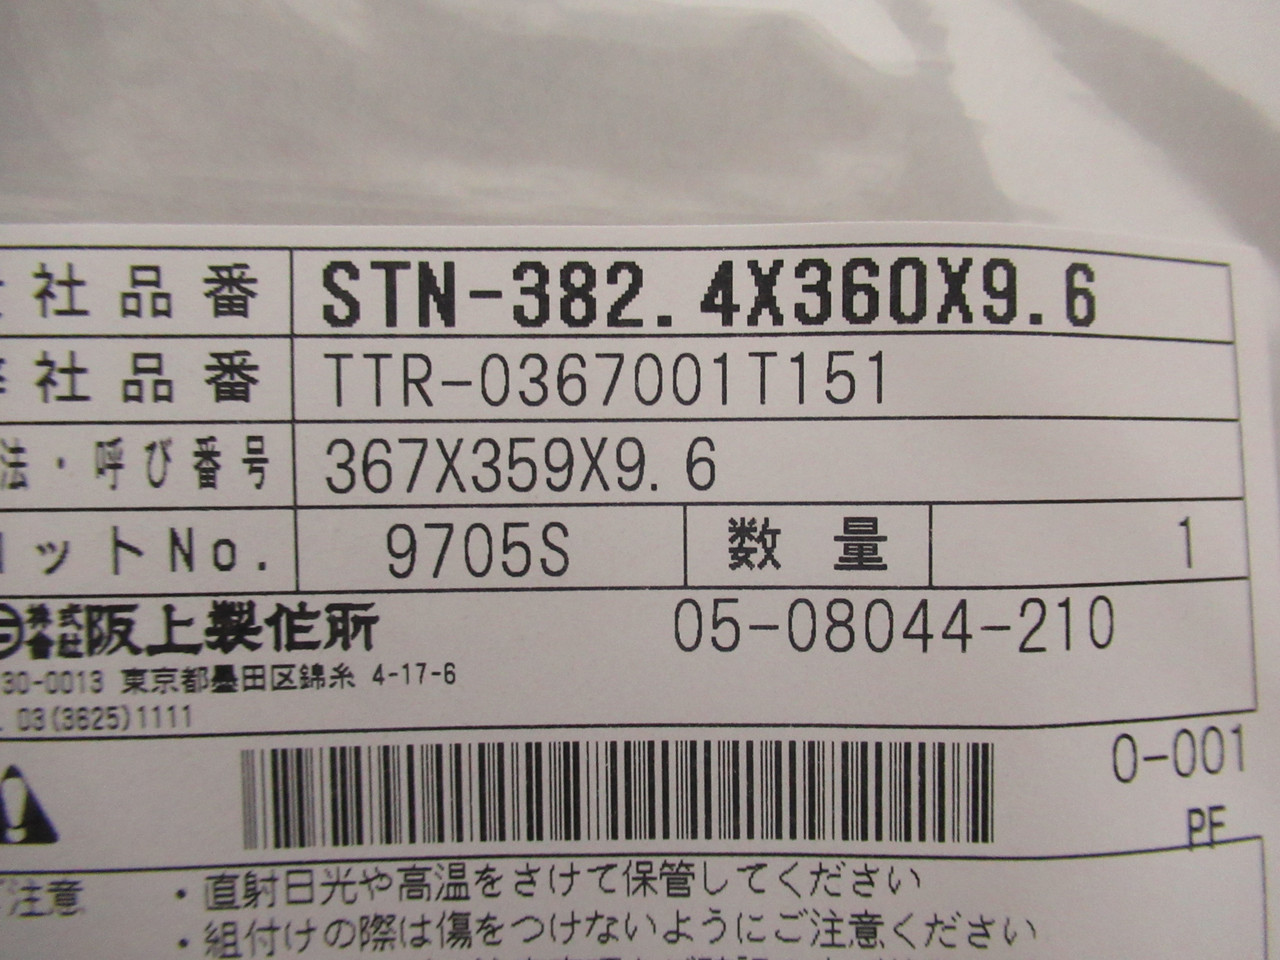 社品番 STN-382.4X360X9.6
社品番 TTR-0367001T151
法・呼び番号 367X359X9.6
ットNo. 9705S 数量 1
株式会社阪上製作所 05-08044-210
30-0013 東京都墨田区錦糸 4-17-6
03(3625)1111
0-001
PF
注意 ・直射日光や高温をさけて保管してください
・組付けの際は傷をつけないようにご注意ください